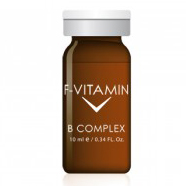 F-VITAMIN
B COMPLEX
10 ml e / 0.34 FL. Oz.